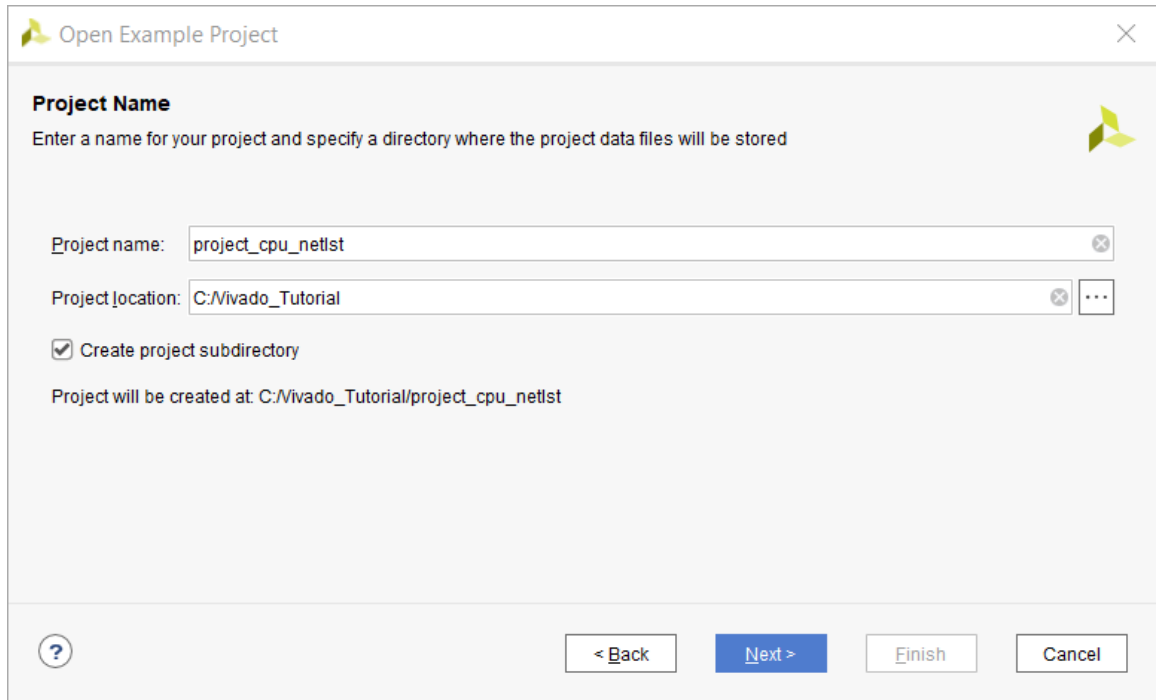 Open Example Project
Project Name
Enter a name for your project and specify a directory where the project data files will be stored
Project name: project_cpu_netlst
Project location: C:/Vivado_Tutorial
...
Create project subdirectory
Project will be created at: C:/Vivado_Tutorial/project_cpu_netlst
? < Back Next > Finish Cancel